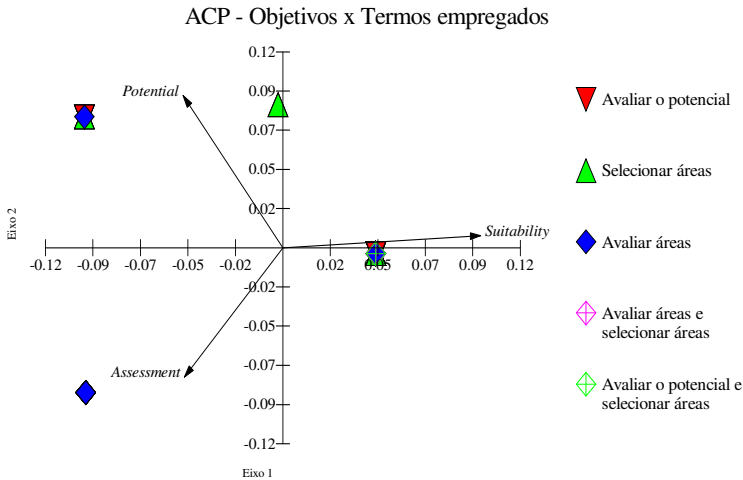 ACP - Objetivos x Termos empregados
0.12
0.09
0.07
0.05
0.02
-0.02
-0.05
-0.07
-0.09
-0.12
-0.12 -0.09 -0.07 -0.05 -0.02 0.02 0.05 0.07 0.09 0.12
Eixo 2
Eixo 1
Potential
Suitability
Assessment
Avaliar o potencial
Selecionar áreas
Avaliar áreas
Avaliar áreas e
selecionar áreas
Avaliar o potencial e
selecionar áreas